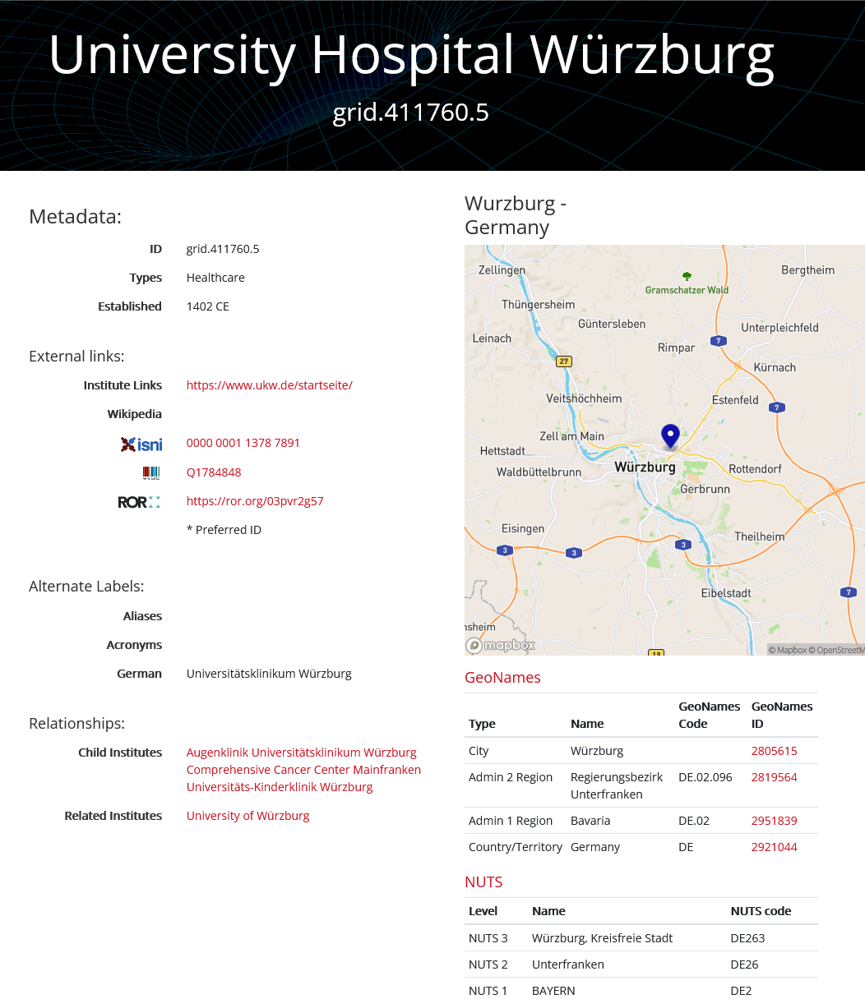 University Hospital Würzburg
grid.411760.5
Metadata:
ID grid.411760.5
Types Healthcare
Established 1402 CE
External links:
Institute Links https://www.ukw.de/startseite/
Wikipedia
isni 0000 0001 1378 7891
Q1784848
ROR https://ror.org/03pvr2g57
* Preferred ID
Alternate Labels:
Aliases
Acronyms
German Universitätsklinikum Würzburg
Relationships:
Child Institutes Augenklinik Universitätsklinikum Würzburg
Comprehensive Cancer Center Mainfranken
Universitäts-Kinderklinik Würzburg
Related Institutes University of Würzburg
Wurzburg -
Germany
Zellingen
Bergtheim
Gramschatzer Wald
Thüngersheim
Güntersleben
Unterpleichfeld
Leinach
7
Rimpar
27
Kürnach
Veitshöchheim
Estenfeld
7
Zell am Main
Hettstadt
Würzburg
Rottendorf
Waldbüttelbrunn
Gerbrunn
Eisingen
Theilheim
3
3
3
Eibelstadt
7
nsheim
mapbox
19
© Mapbox © OpenStreetM
GeoNames
Type Name GeoNames Code GeoNames ID
City Würzburg 2805615
Admin 2 Region Regierungsbezirk Unterfranken DE.02.096 2819564
Admin 1 Region Bavaria DE.02 2951839
Country/Territory Germany DE 2921044
NUTS
Level Name NUTS code
NUTS 3 Würzburg, Kreisfreie Stadt DE263
NUTS 2 Unterfranken DE26
NUTS 1 BAYERN DE2